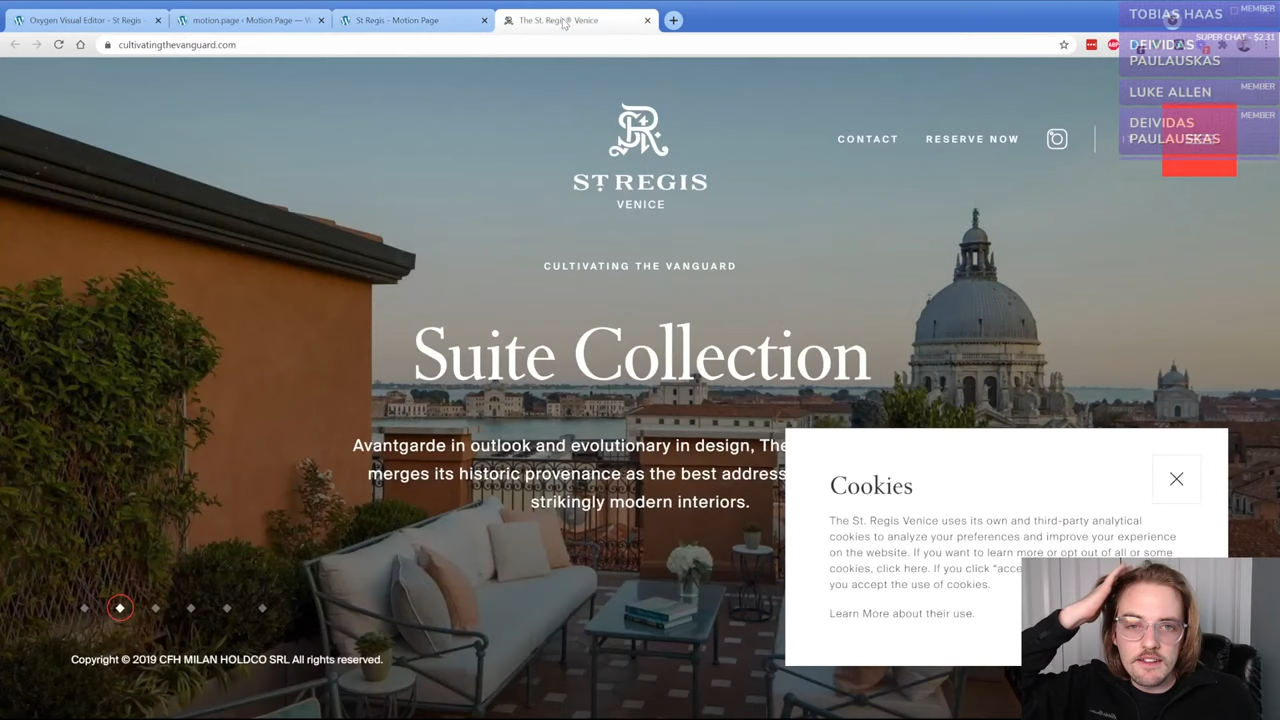 Oxygen Visual Editor - St Regis -
motion.page ‹ Motion Page — W
St Regis - Motion Page
The St. Regis® Venice
cultivatingthevanguard.com
TOBIAS HAAS
MEMBER
DEIVIDAS
PAULAUSKAS
SUPER CHAT - $2.31
LUKE ALLEN
MEMBER
DEIVIDAS
PAULAUSKAS
MEMBER
ST REGIS
VENICE
CONTACT
RESERVE NOW
CULTIVATING THE VANGUARD
Suite Collection
Avantgarde in outlook and evolutionary in design, The
merges its historic provenance as the best address
strikingly modern interiors.
Cookies
The St. Regis Venice uses its own and third-party analytical
cookies to analyze your preferences and improve your experience
on the website. If you want to learn more or opt out of all or some
cookies, click here. If you click "acce
you accept the use of cookies.
Learn More about their use.
Copyright © 2019 CFH MILAN HOLDCO SRL All rights reserved.